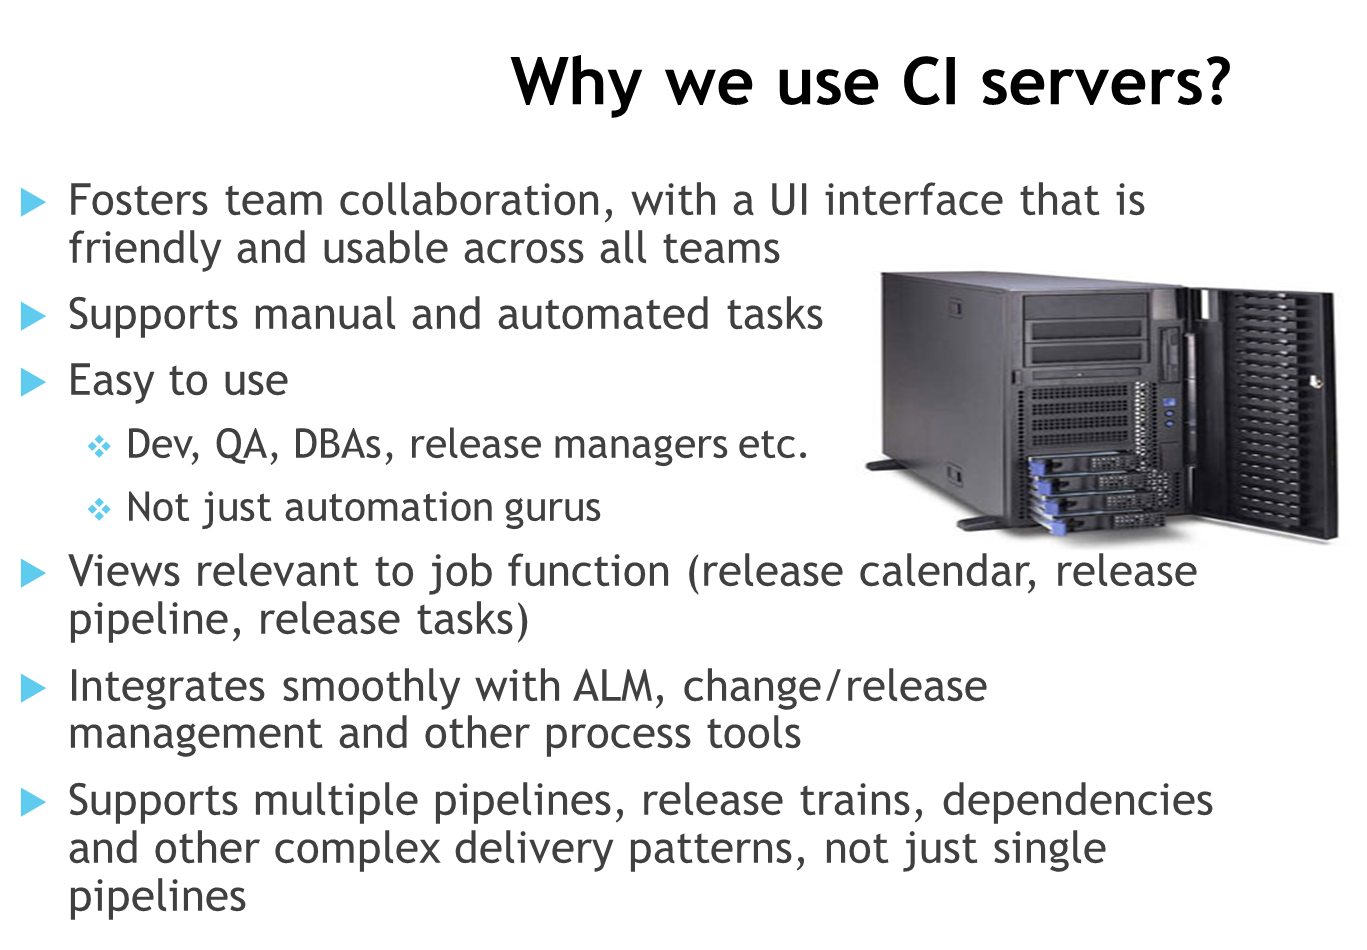 Why we use CI servers?
Fosters team collaboration, with a UI interface that is
friendly and usable across all teams
Supports manual and automated tasks
Easy to use
Dev, QA, DBAs, release managers etc.
Not just automation gurus
Views relevant to job function (release calendar, release
pipeline, release tasks)
Integrates smoothly with ALM, change/release
management and other process tools
Supports multiple pipelines, release trains, dependencies
and other complex delivery patterns, not just single
pipelines